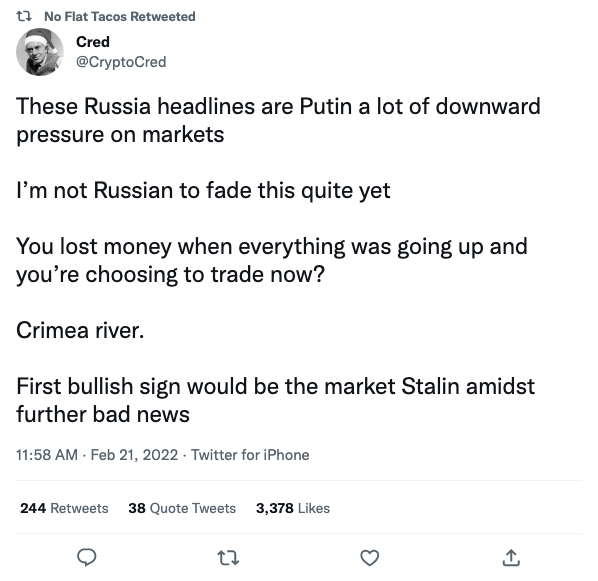 No Flat Tacos Retweeted
Cred
@CryptoCred
These Russia headlines are Putin a lot of downward
pressure on markets
I’m not Russian to fade this quite yet
You lost money when everything was going up and
you’re choosing to trade now?
Crimea river.
First bullish sign would be the market Stalin amidst
further bad news
11:58 AM · Feb 21, 2022 · Twitter for iPhone
244 Retweets 38 Quote Tweets 3,378 Likes